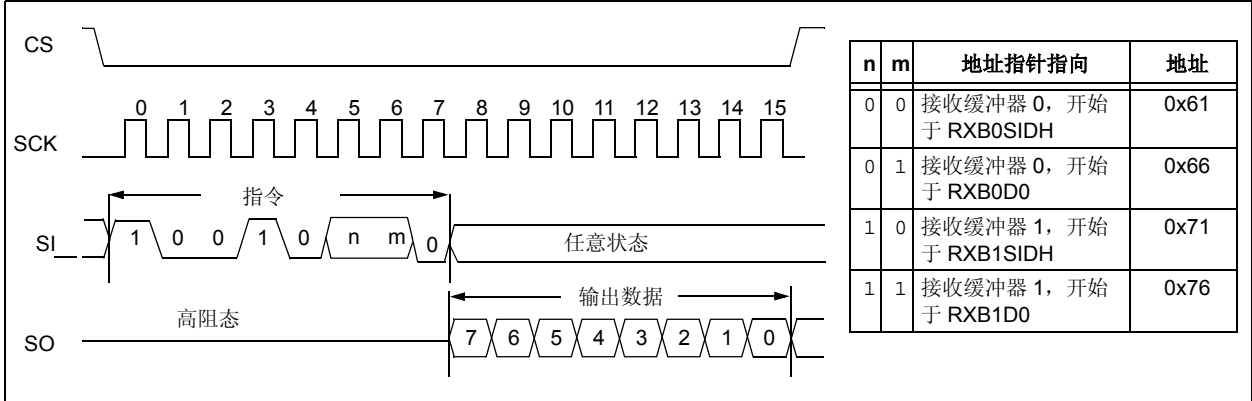 CS
0 1 2 3 4 5 6 7 8 9 10 11 12 13 14 15
SCK
指令
SI 1 0 0 1 0 n m 0 任意状态
输出数据
高阻态
SO 7 6 5 4 3 2 1 0
n m 地址指针指向 地址
0 0 接收缓冲器 0，开始 0x61
于 RXB0SIDH
0 1 接收缓冲器 0，开始 0x66
于 RXB0D0
1 0 接收缓冲器 1，开始 0x71
于 RXB1SIDH
1 1 接收缓冲器 1，开始 0x76
于 RXB1D0